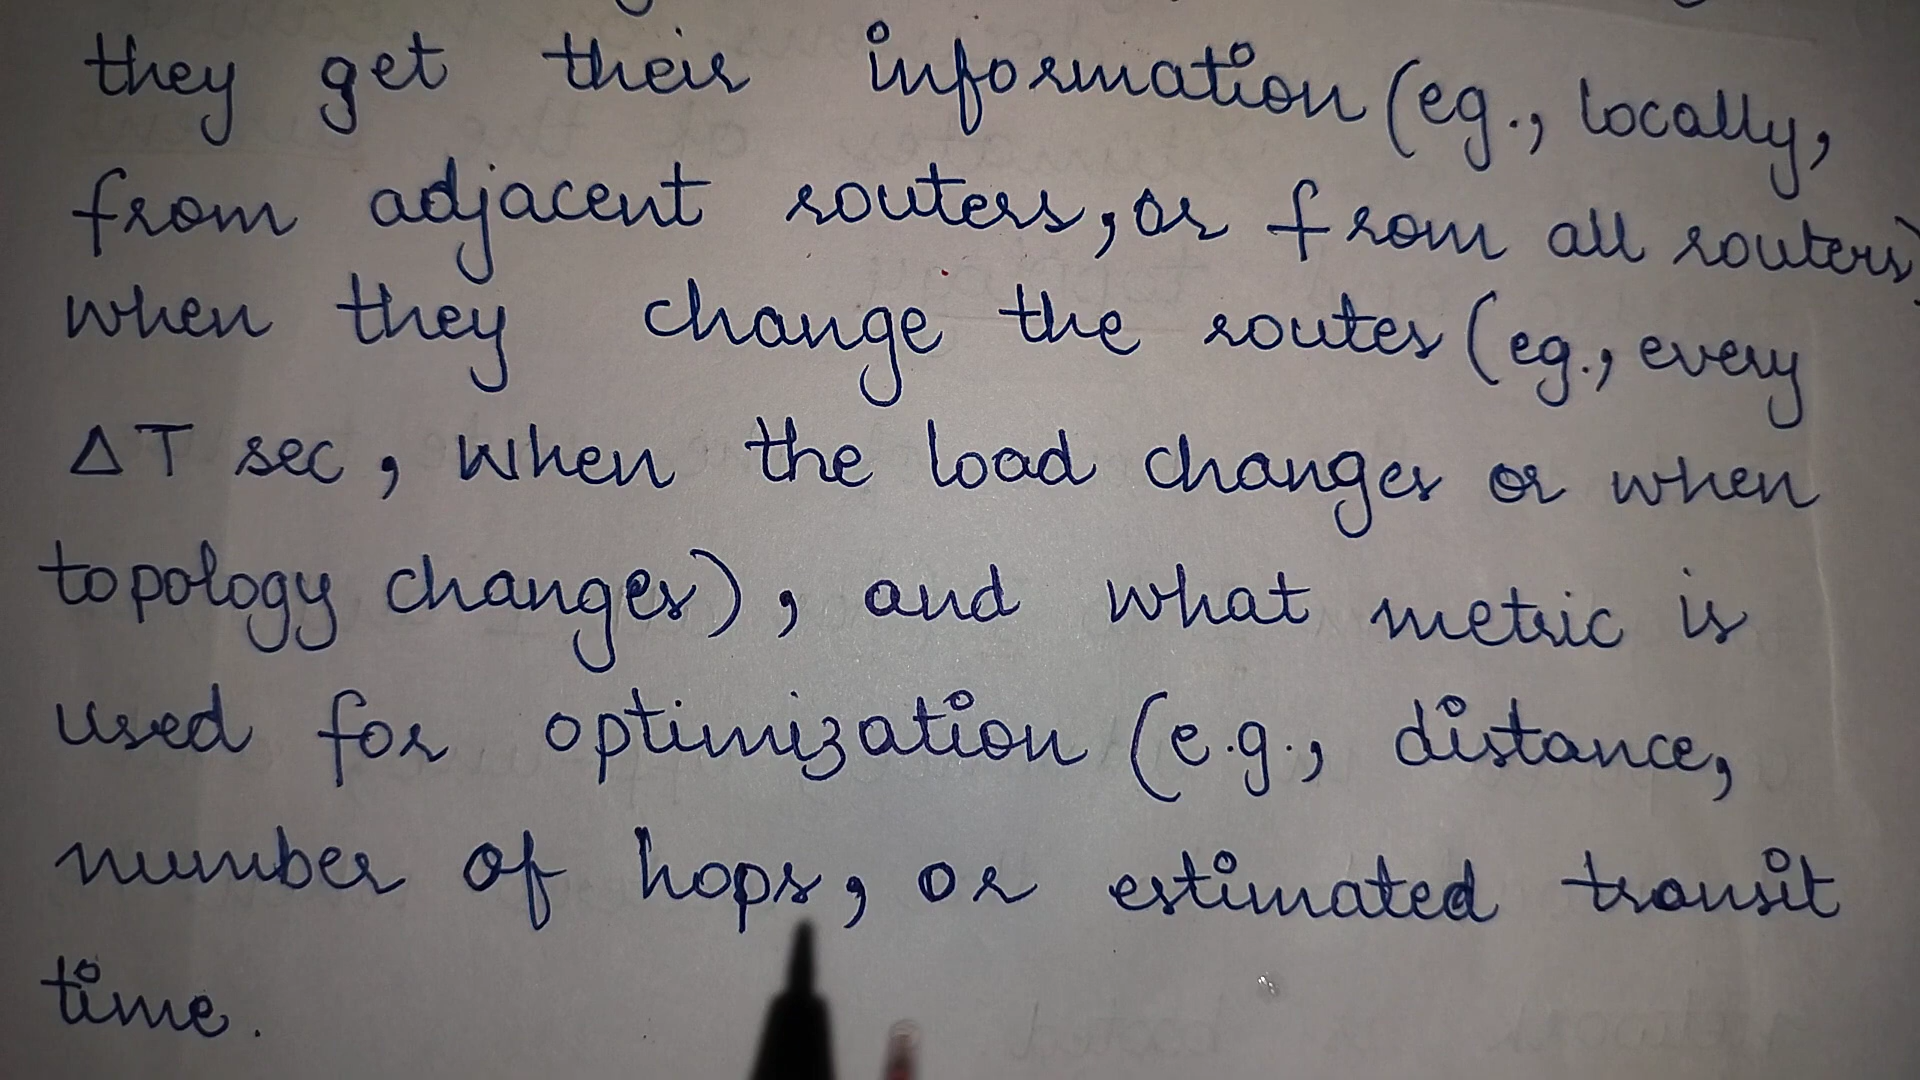 they get their information (eg., locally,
from adjacent routers, or from all routers)
when they change the routes (eg., every
ΔT sec, when the load changes or when
topology changes), and what metric is
used for optimization (e.g., distance,
number of hops, or estimated transit
time.